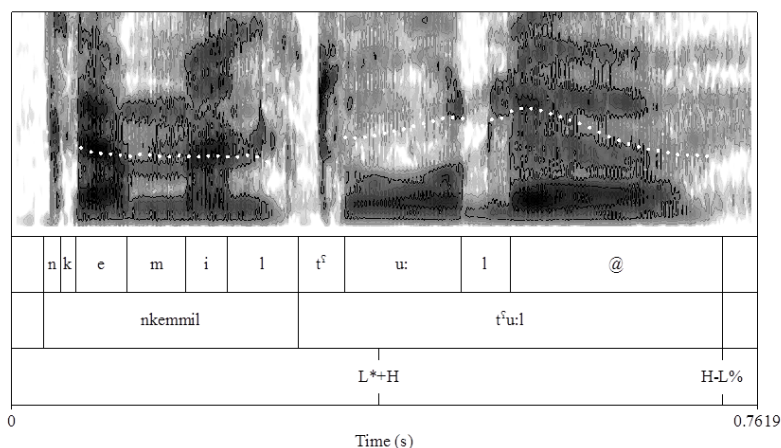 n k e m i l tˤ u: l @
nkemmil tˤu:l
L*+H H-L%
0 0.7619
Time (s)